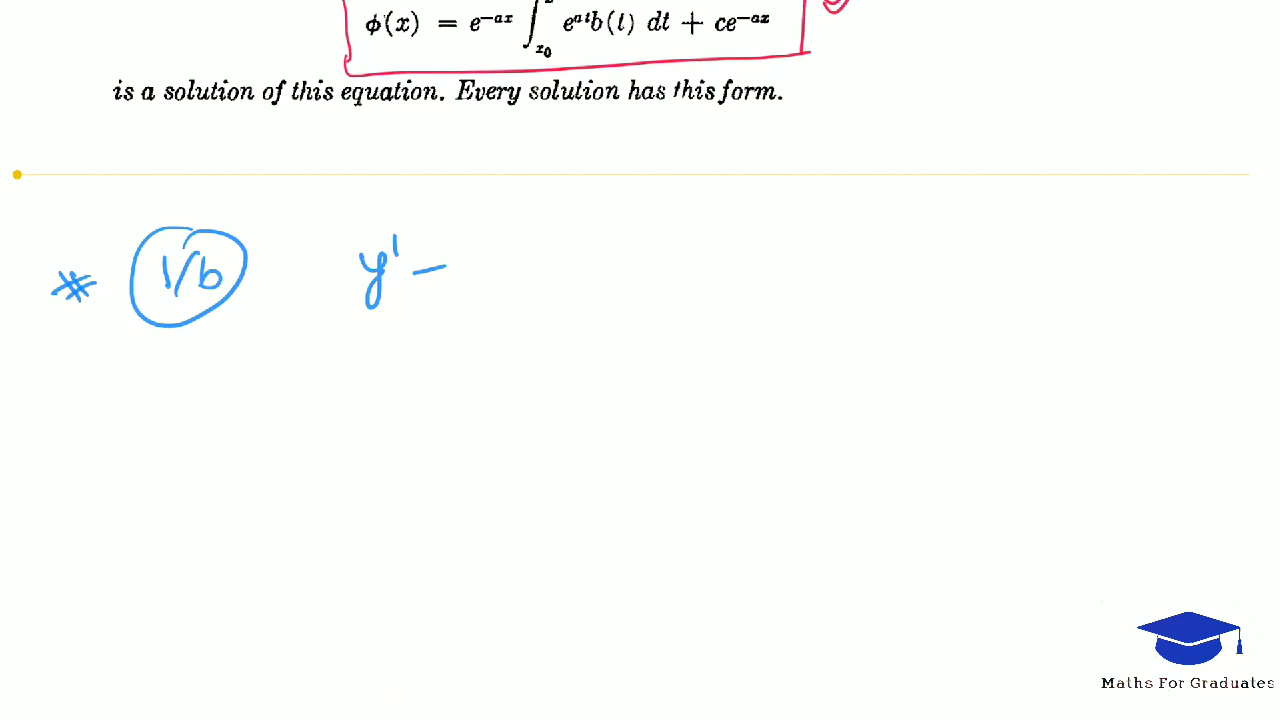 ϕ(x) = e^{-ax} ∫_{x_0}^{x} e^{at}b(t) dt + ce^{-ax}
is a solution of this equation. Every solution has this form.
* 1/b y' -
Maths For Graduates